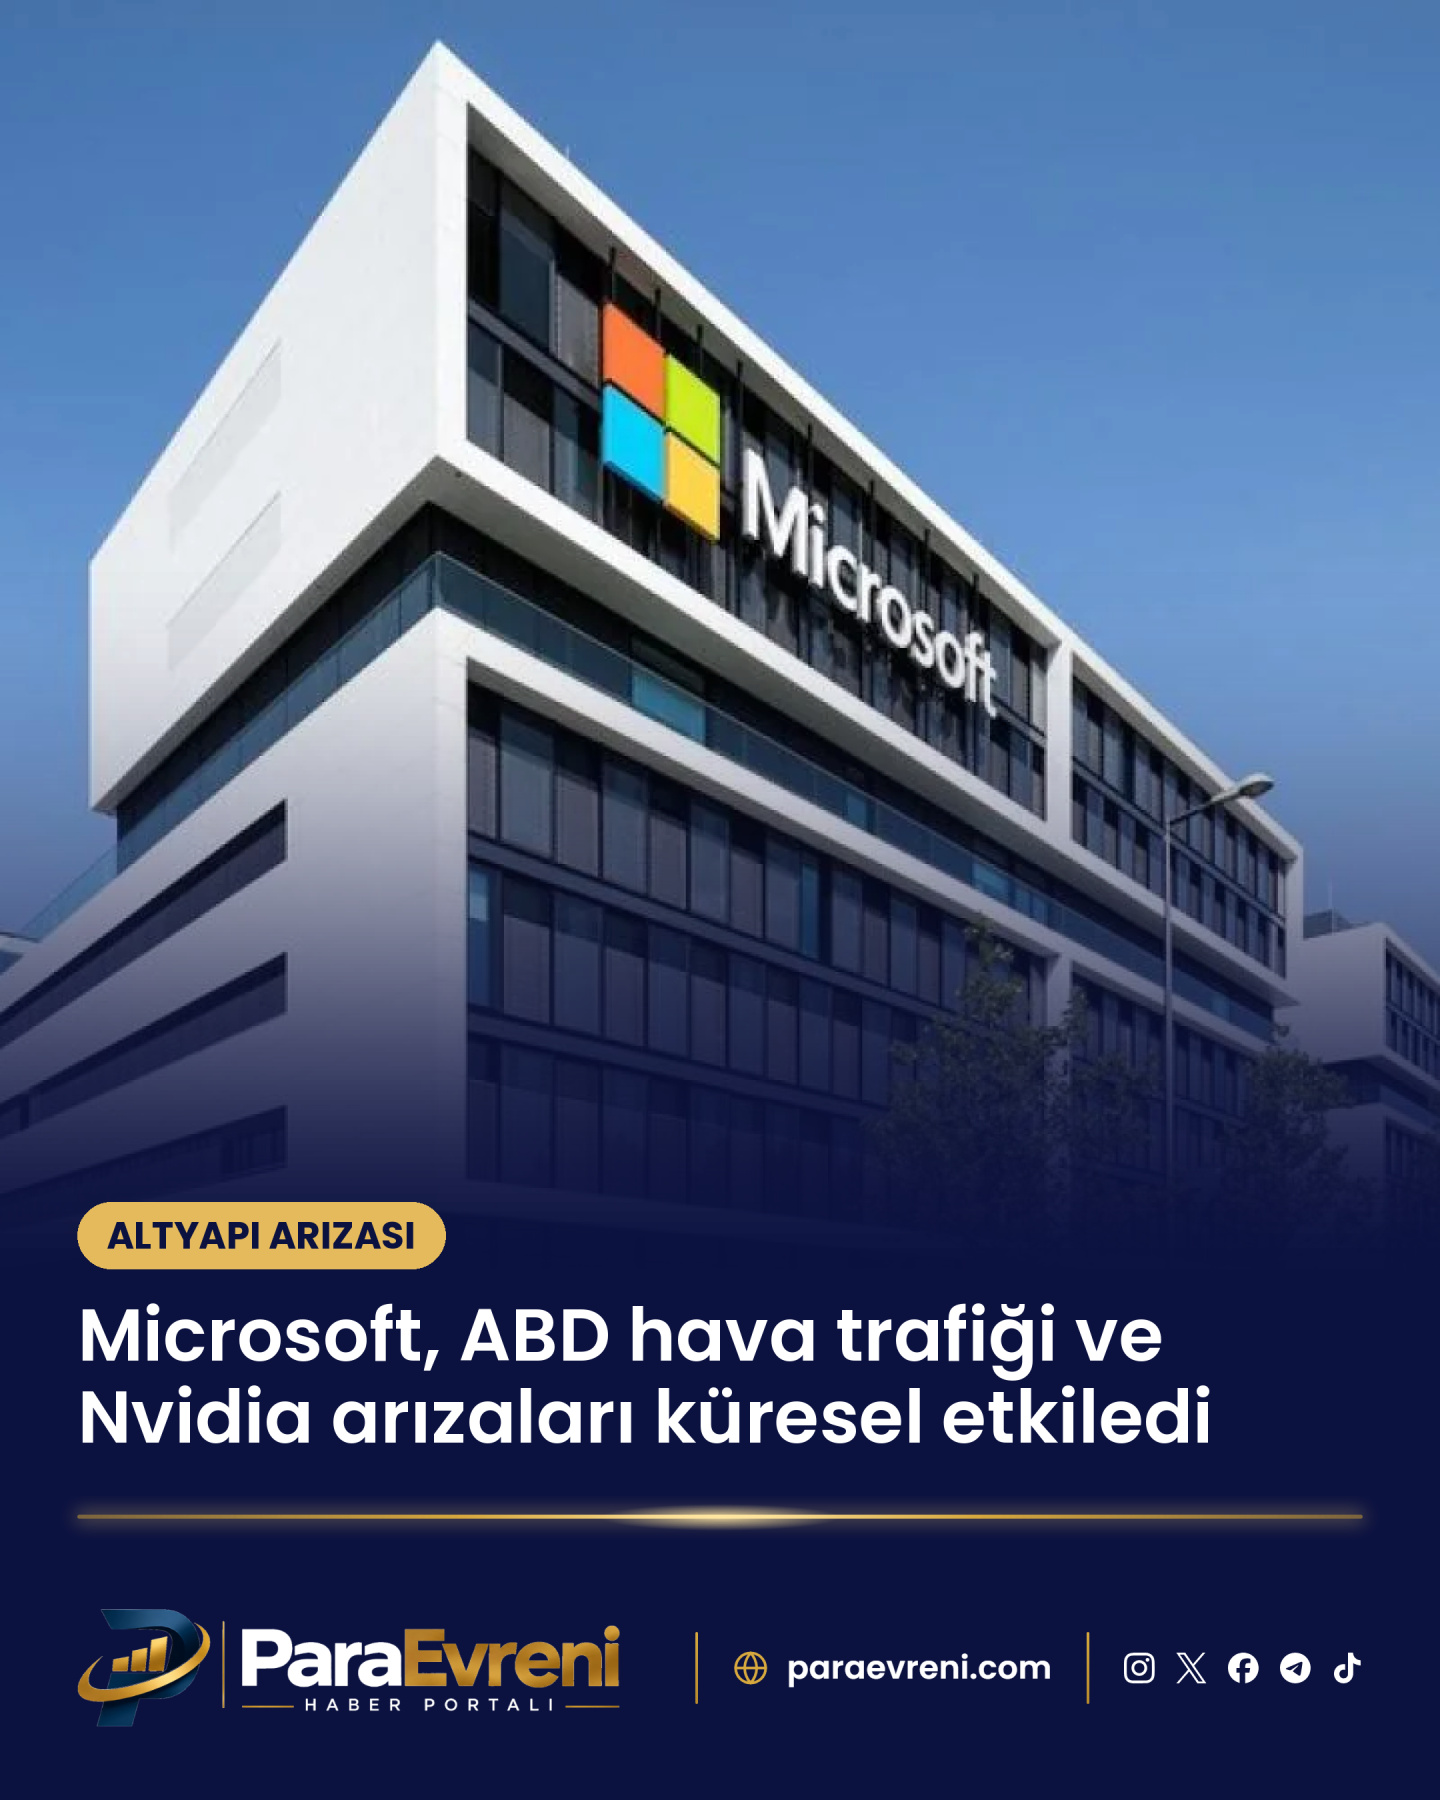 Microsoft
ALTYAPI ARIZASI
Microsoft, ABD hava trafiği ve
Nvidia arızaları küresel etkiledi
ParaEvreni
HABER PORTALI
paraevreni.com